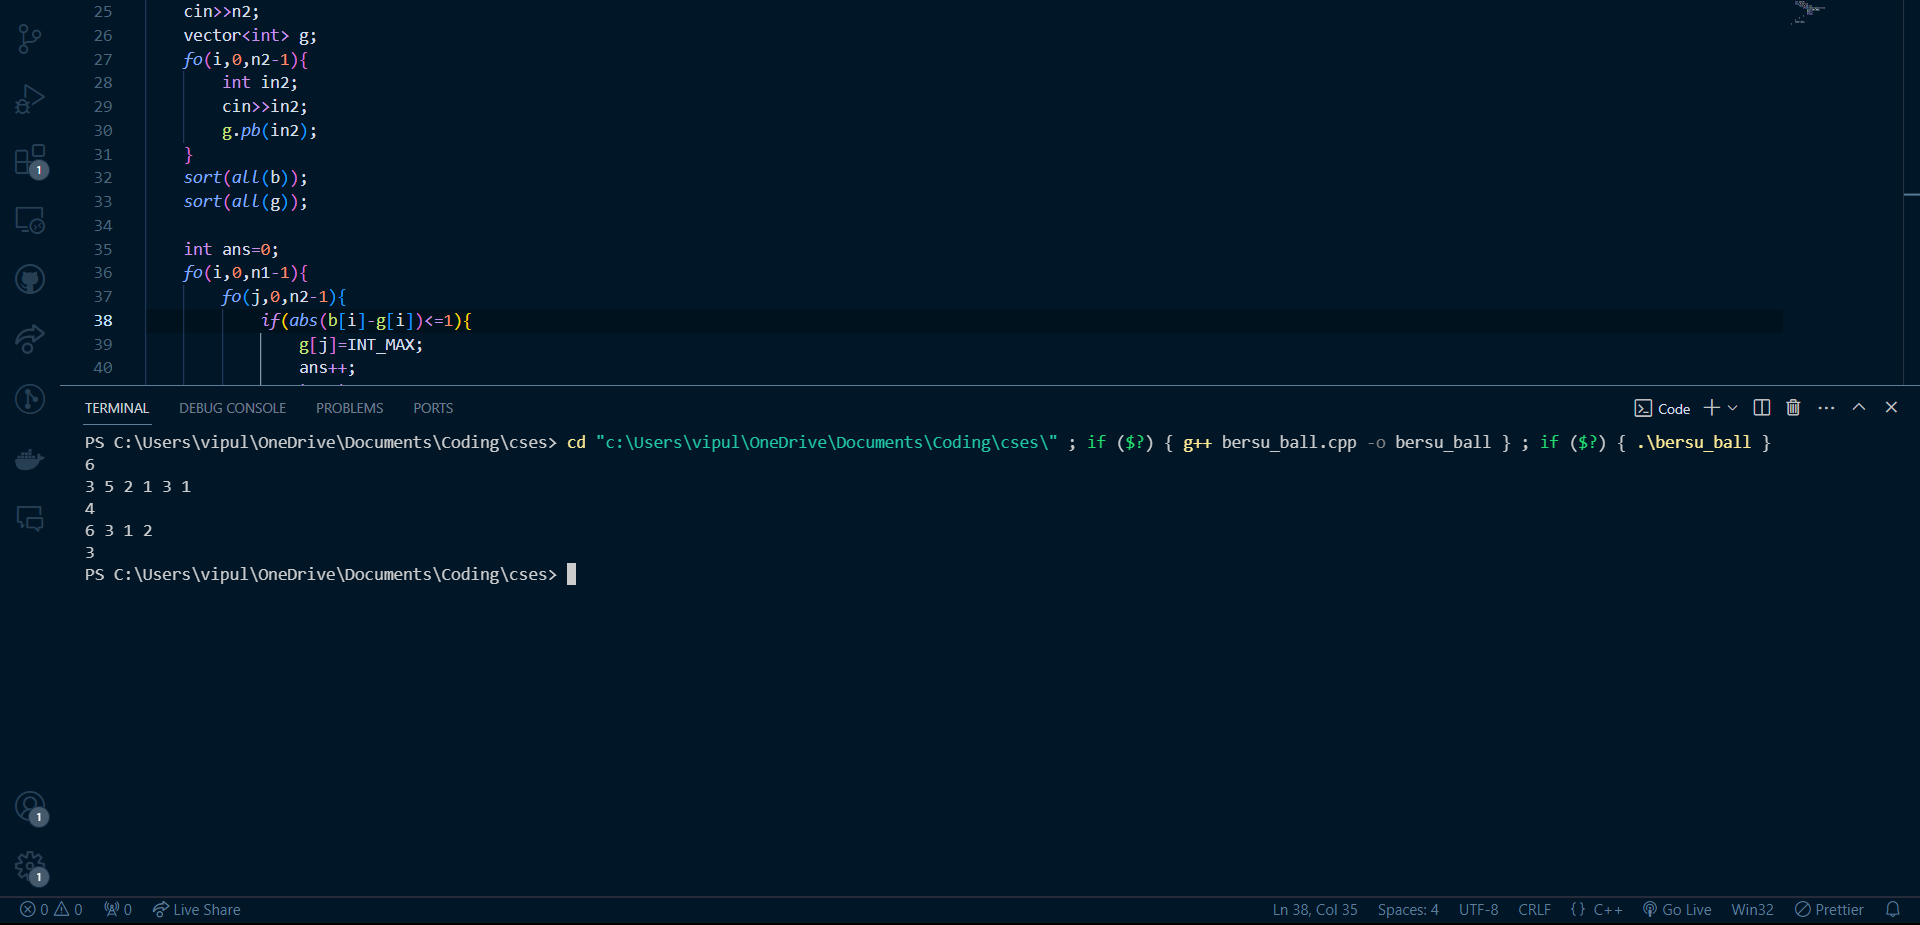 25 cin>>n2;
26 vector<int> g;
27 fo(i,0,n2-1){
28 int in2;
29 cin>>in2;
30 g.pb(in2);
31 }
32 sort(all(b));
33 sort(all(g));
34
35 int ans=0;
36 fo(i,0,n1-1){
37 fo(j,0,n2-1){
38 if(abs(b[i]-g[i])<=1){
39 g[j]=INT_MAX;
40 ans++;
1
TERMINAL DEBUG CONSOLE PROBLEMS PORTS Code
PS C:\Users\vipul\OneDrive\Documents\Coding\cses> cd "c:\Users\vipul\OneDrive\Documents\Coding\cses\" ; if ($?) { g++ bersu_ball.cpp -o bersu_ball } ; if ($?) { .\bersu_ball }
6
3 5 2 1 3 1
4
6 3 1 2
3
PS C:\Users\vipul\OneDrive\Documents\Coding\cses>
1
1
0 0 0 Live Share Ln 38, Col 35 Spaces: 4 UTF-8 CRLF {} C++ Go Live Win32 Prettier